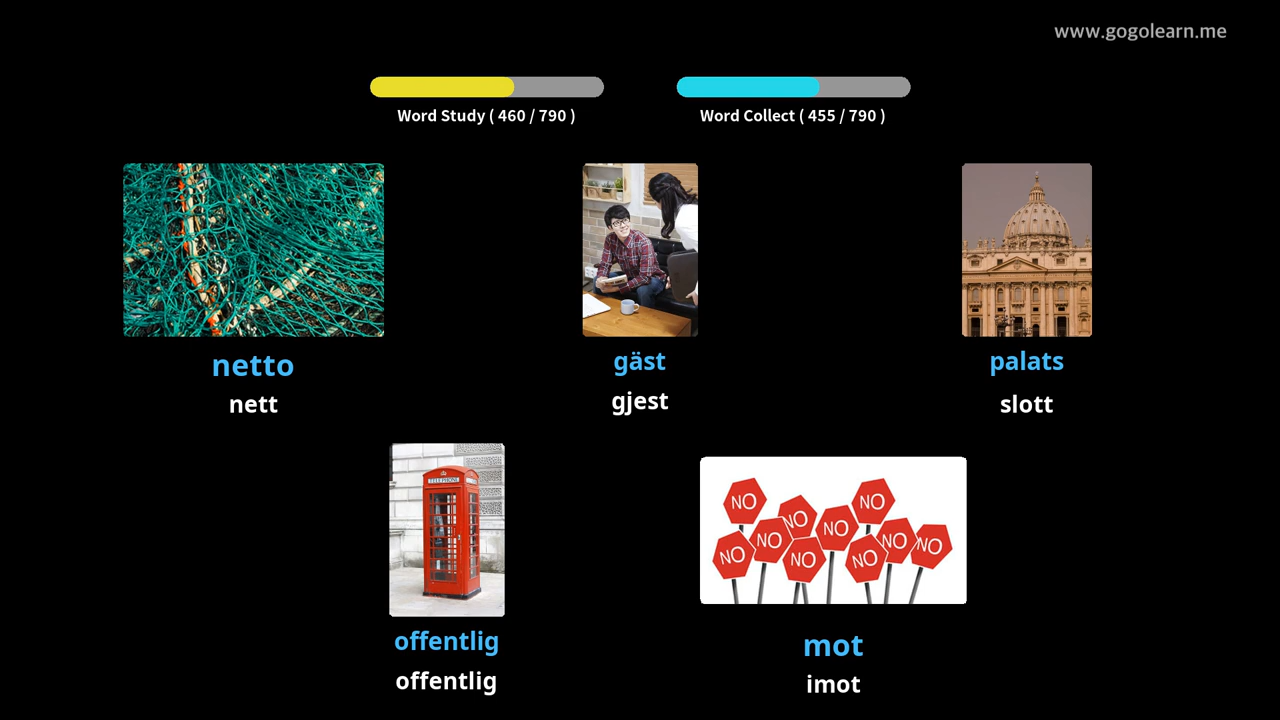 www.gogolearn.me
Word Study ( 460 / 790 )
Word Collect ( 455 / 790 )
netto
nett
gäst
gjest
palats
slott
TELEPHONE
offentlig
offentlig
NO
NO
NO
NO
NO
NO
NO
NO
NO
NO
mot
imot